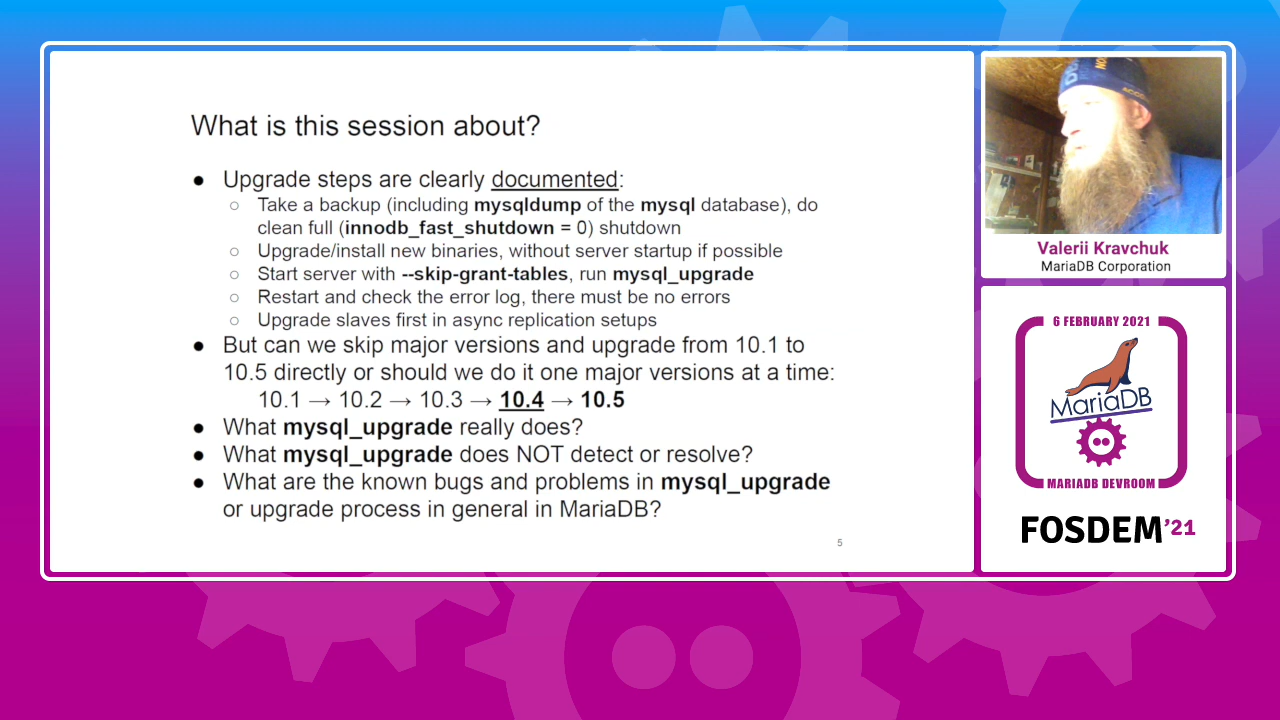 What is this session about?
● Upgrade steps are clearly documented:
○ Take a backup (including mysqldump of the mysql database), do
clean full (innodb_fast_shutdown = 0) shutdown
○ Upgrade/install new binaries, without server startup if possible
○ Start server with --skip-grant-tables, run mysql_upgrade
○ Restart and check the error log, there must be no errors
○ Upgrade slaves first in async replication setups
● But can we skip major versions and upgrade from 10.1 to
10.5 directly or should we do it one major versions at a time:
10.1 → 10.2 → 10.3 → 10.4 → 10.5
● What mysql_upgrade really does?
● What mysql_upgrade does NOT detect or resolve?
● What are the known bugs and problems in mysql_upgrade
or upgrade process in general in MariaDB?
5
Valerii Kravchuk
MariaDB Corporation
6 FEBRUARY 2021
MariaDB
MARIADB DEVROOM
FOSDEM'21